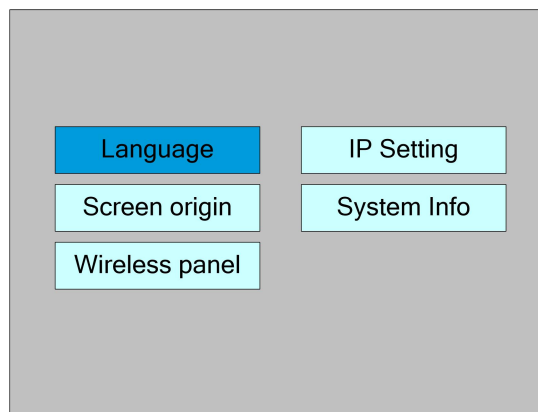 Language
IP Setting
Screen origin
System Info
Wireless panel